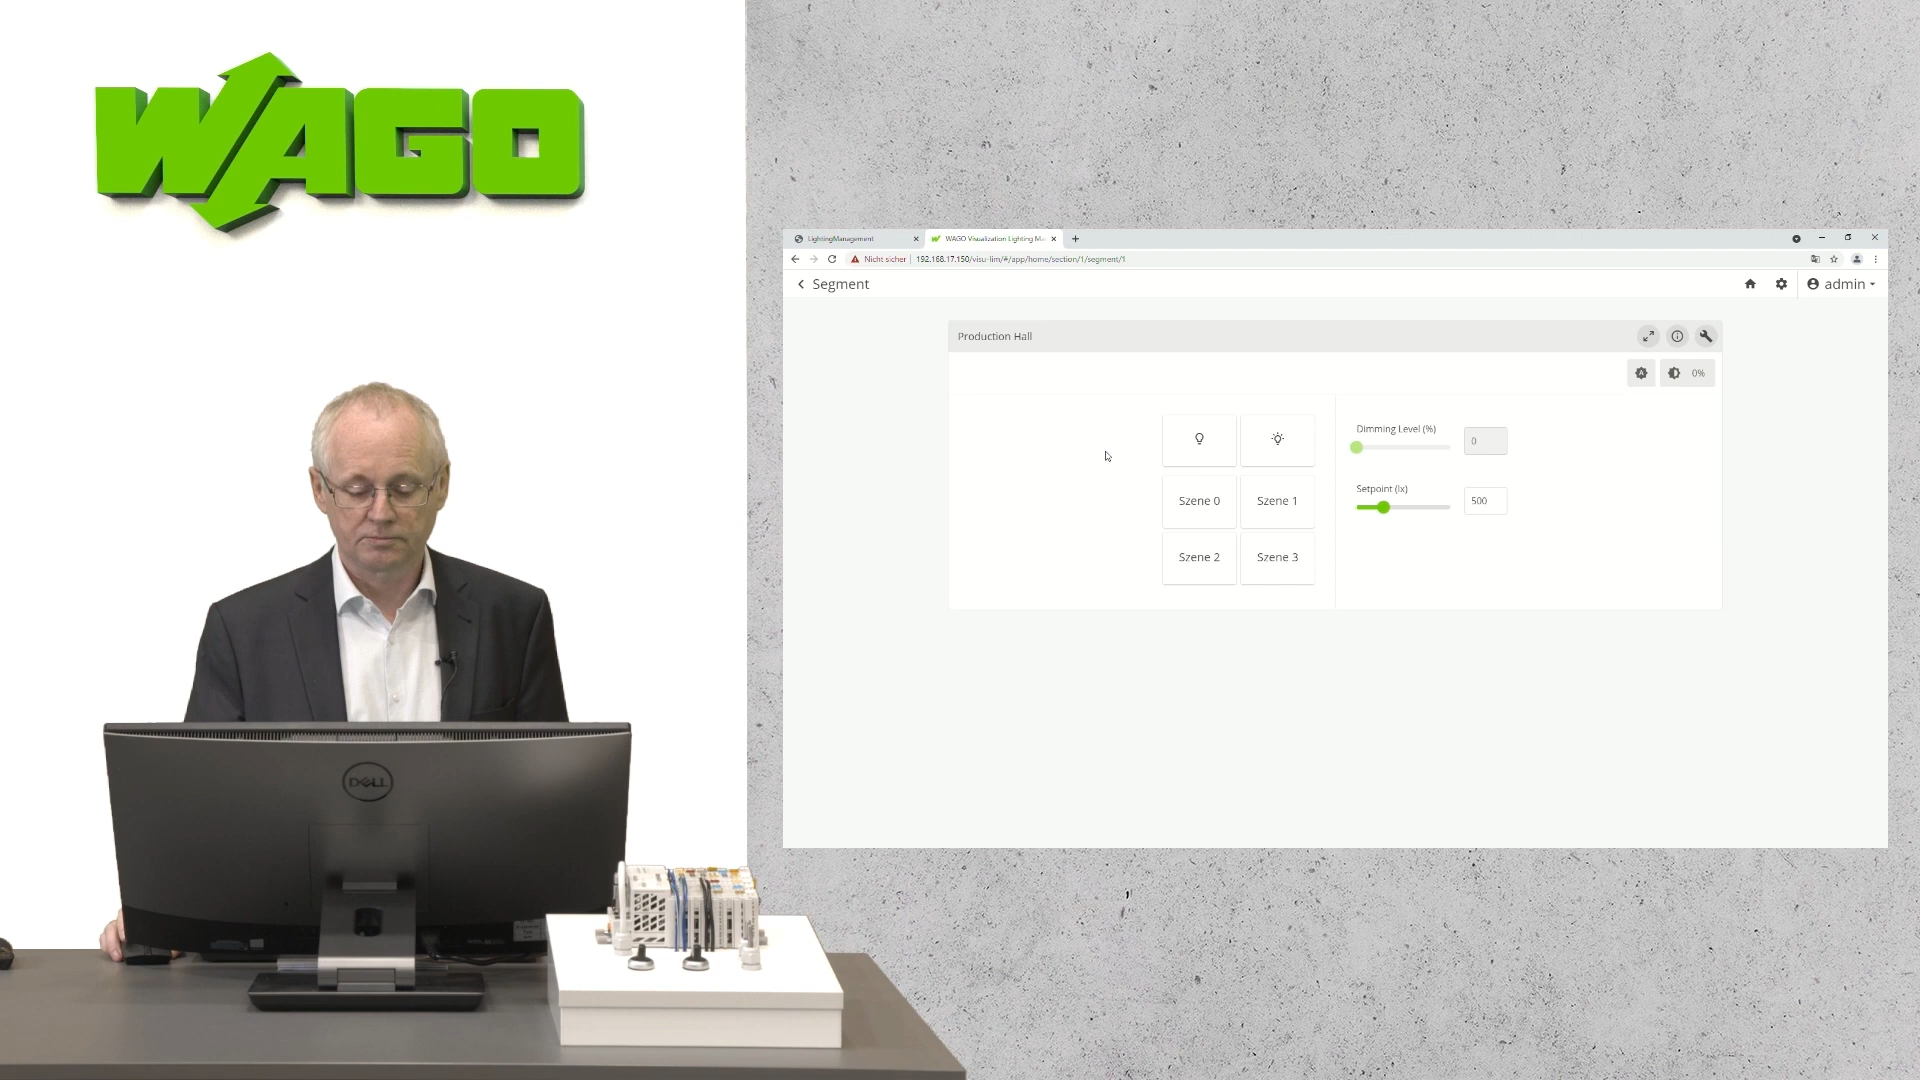 WAGO
DELL
LightingManagement
WAGO Visualization Lighting Ma
Nicht sicher
192.168.17.150/visu-lim/#/app/home/section/1/segment/1
Segment
admin
Production Hall
0%
Dimming Level (%)
0
Szene 0
Szene 1
Setpoint (lx)
500
Szene 2
Szene 3